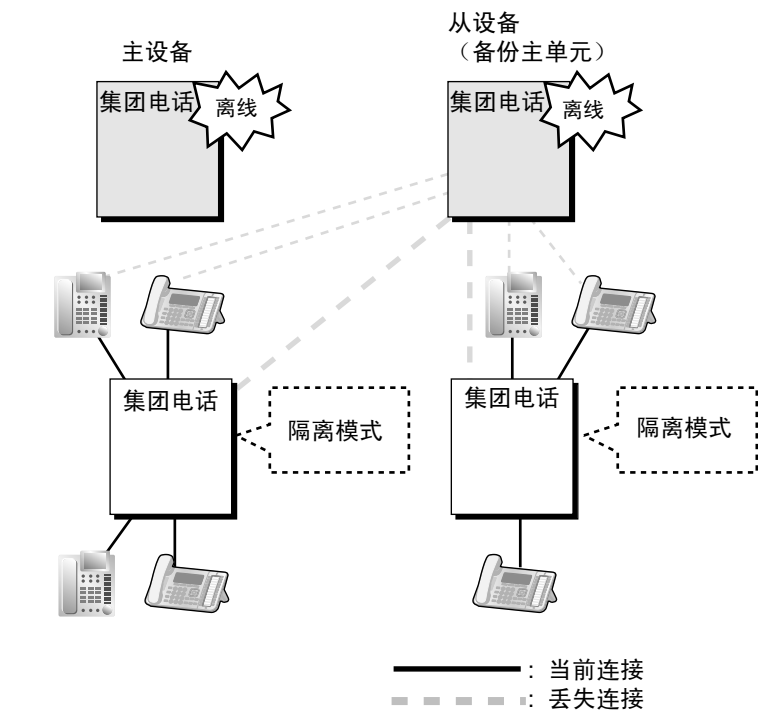 主设备
从设备
（备份主单元）
集团电话
离线
集团电话
离线
集团电话
隔离模式
集团电话
隔离模式
: 当前连接
: 丢失连接